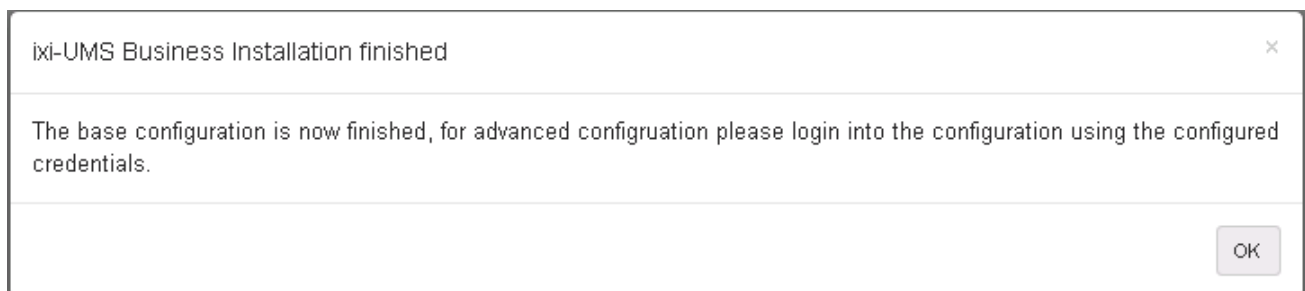 ixi-UMS Business Installation finished ×
The base configuration is now finished, for advanced configruation please login into the configuration using the configured
credentials.
OK